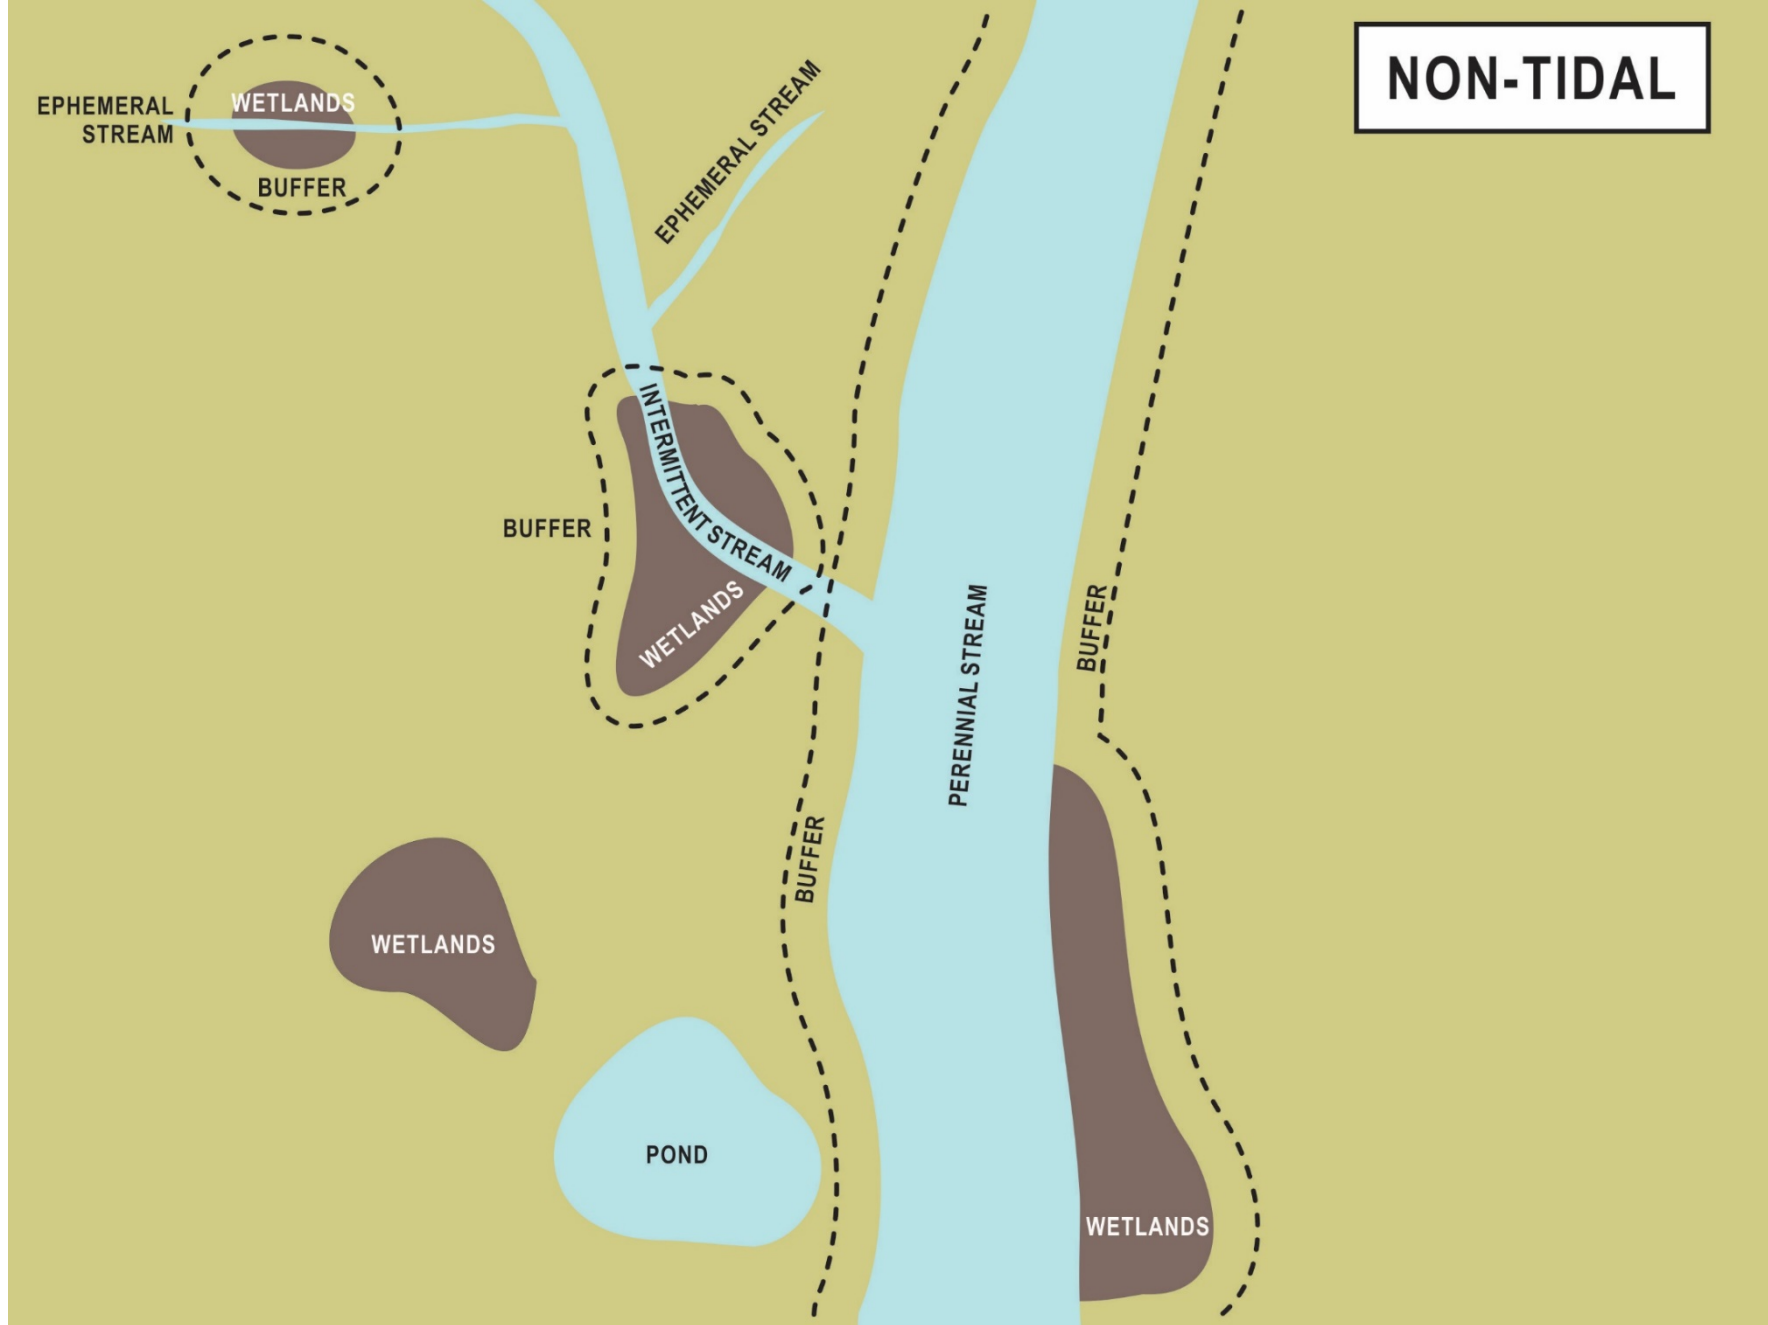 NON-TIDAL
EPHEMERAL
STREAM
WETLANDS
BUFFER
EPHEMERAL STREAM
INTERMITTENT STREAM
WETLANDS
BUFFER
PERENNIAL STREAM
BUFFER
BUFFER
WETLANDS
POND
WETLANDS